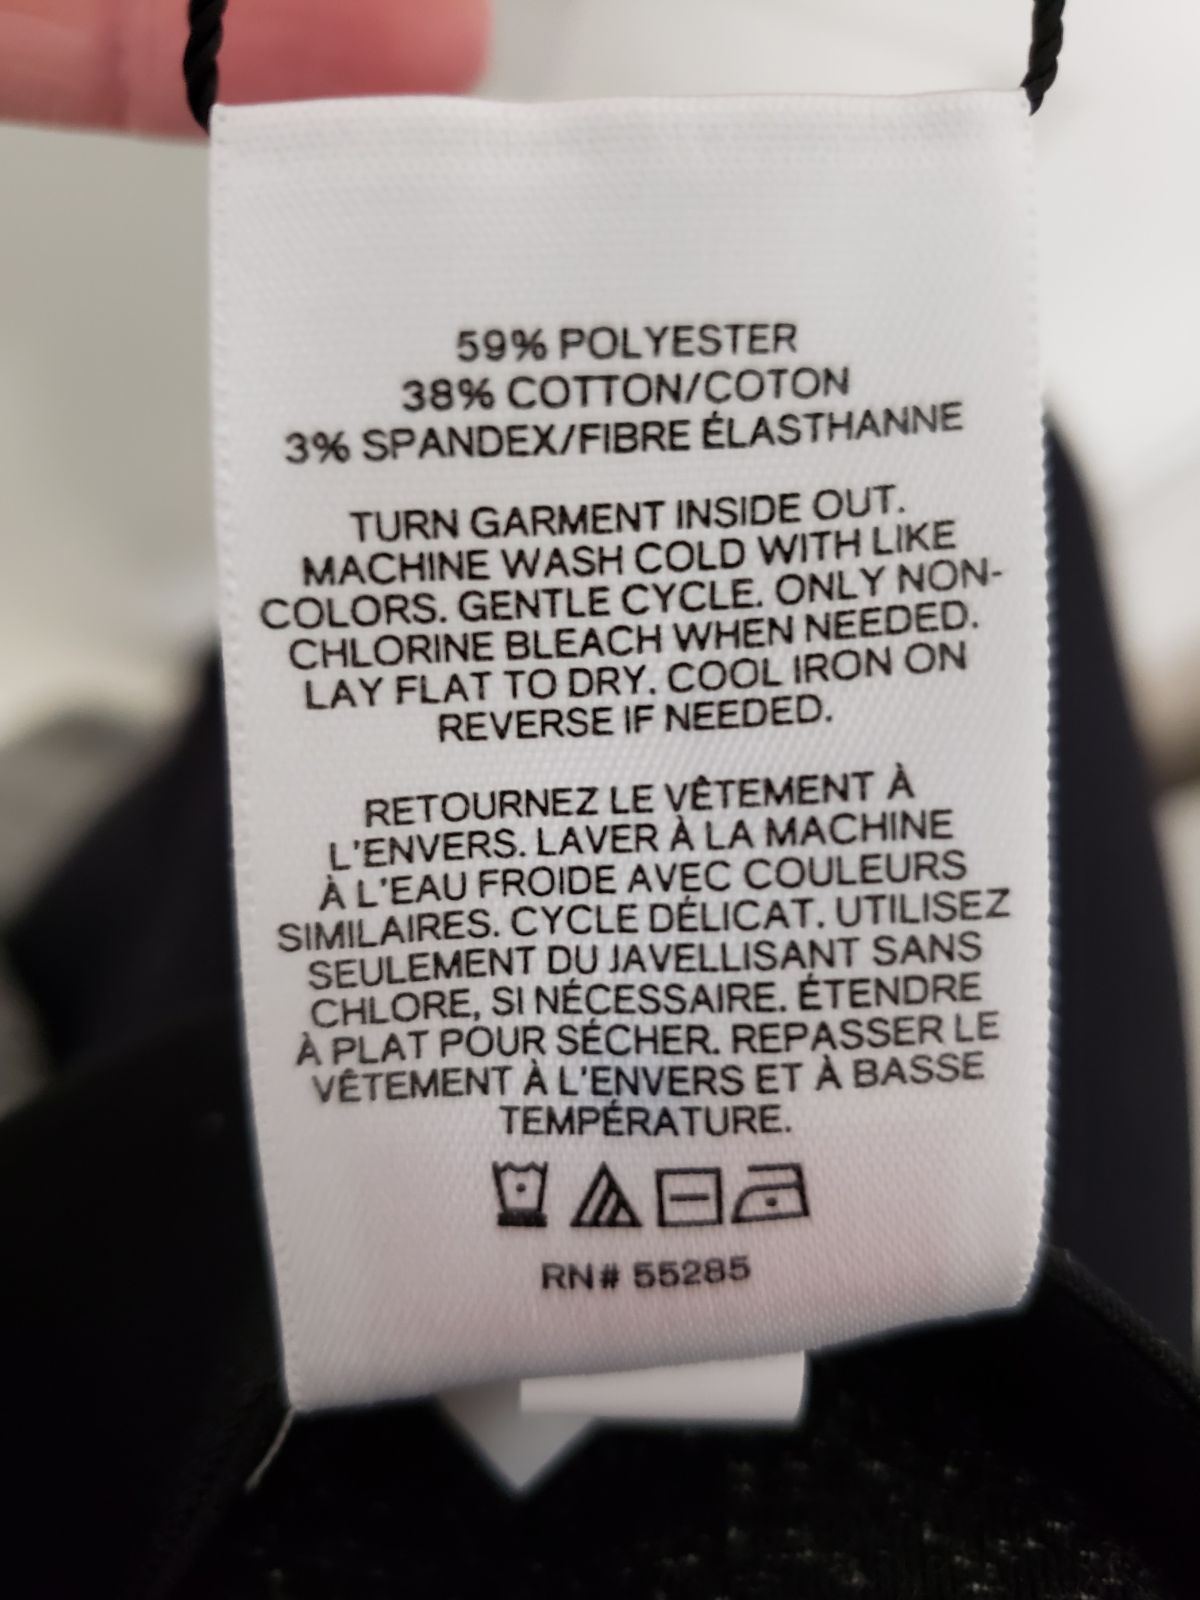 59% POLYESTER
38% COTTON/COTON
3% SPANDEX/FIBRE ÉLASTHANNE
TURN GARMENT INSIDE OUT.
MACHINE WASH COLD WITH LIKE
COLORS. GENTLE CYCLE. ONLY NON-
CHLORINE BLEACH WHEN NEEDED.
LAY FLAT TO DRY. COOL IRON ON
REVERSE IF NEEDED.
RETOURNEZ LE VÊTEMENT À
L'ENVERS. LAVER À LA MACHINE
À L'EAU FROIDE AVEC COULEURS
SIMILAIRES. CYCLE DÉLICAT. UTILISEZ
SEULEMENT DU JAVELLISANT SANS
CHLORE, SI NÉCESSAIRE. ÉTENDRE
À PLAT POUR SÉCHER. REPASSER LE
VÊTEMENT À L'ENVERS ET À BASSE
TEMPÉRATURE.
RN# 55285